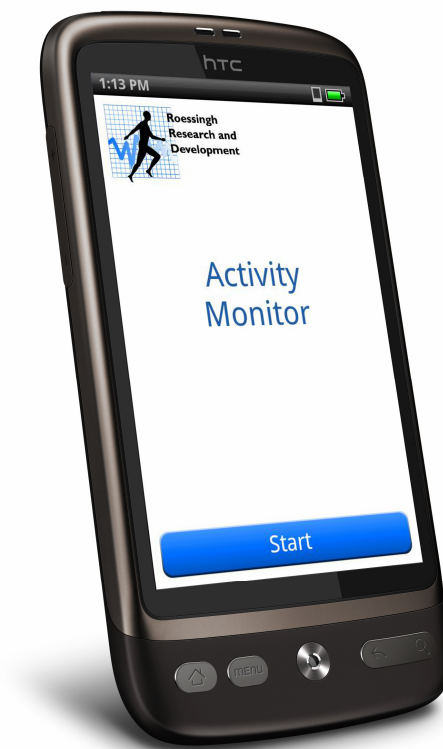 hTC
1:13 PM
Roessingh
Research and
Development
Activity
Monitor
Start
MENU